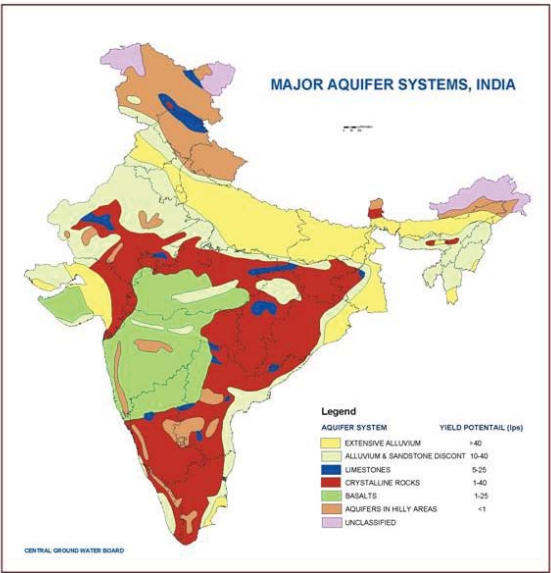 MAJOR AQUIFER SYSTEMS, INDIA
Legend
AQUIFER SYSTEM YIELD POTENTAIL (lps)
EXTENSIVE ALLUVIUM >40
ALLUVIUM & SANDSTONE DISCONT 10-40
LIMESTONES 5-25
CRYSTALLINE ROCKS 1-40
BASALTS 1-25
AQUIFERS IN HILLY AREAS <1
UNCLASSIFIED
CENTRAL GROUND WATER BOARD